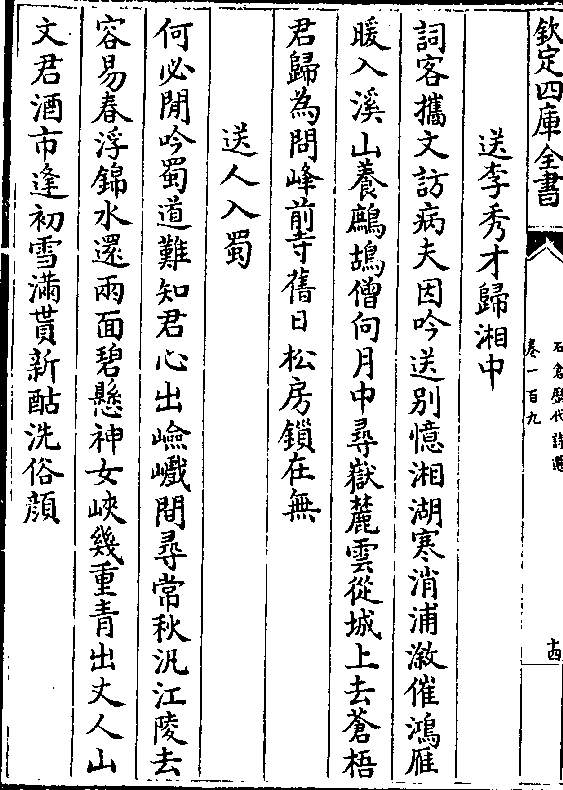 欽定四庫全書
石倉歷代詩選
卷一百九
十四
送李秀才歸湘中
詞客攜文訪病夫因吟送别憶湘湖寒消浦溆催鴻雁
暖入溪山養鷓鴣僧向月中尋嶽麓雲從城上去蒼梧
君歸為問峰前寺舊日松房鎖在無
送人入蜀
何必閒吟蜀道難知君心出嶮巇間尋常秋汎江陵去
容易春浮錦水還兩面碧懸神女峽幾重青出丈人山
文君酒市逢初雪滿貰新酤洗俗顔